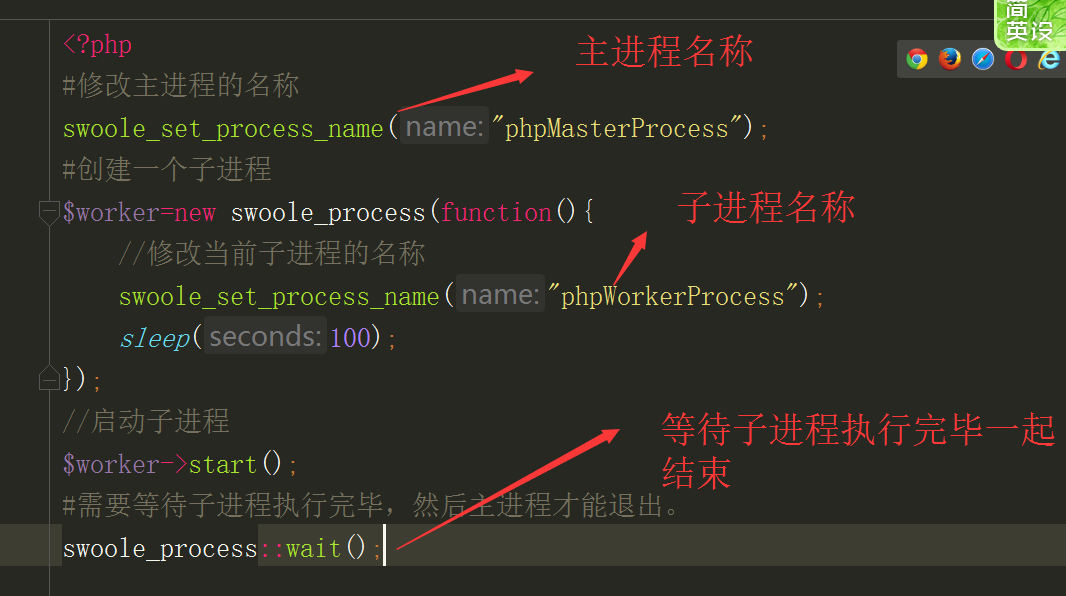 <?php
主进程名称
简
英设
#修改主进程的名称
swoole_set_process_name(name:"phpMasterProcess");
#创建一个子进程
$worker=new swoole_process(function(){
子进程名称
//修改当前子进程的名称
swoole_set_process_name(name:"phpWorkerProcess");
sleep(seconds:100);
});
//启动子进程
等待子进程执行完毕一起
结束
$worker->start();
#需要等待子进程执行完毕，然后主进程才能退出。
swoole_process::wait();